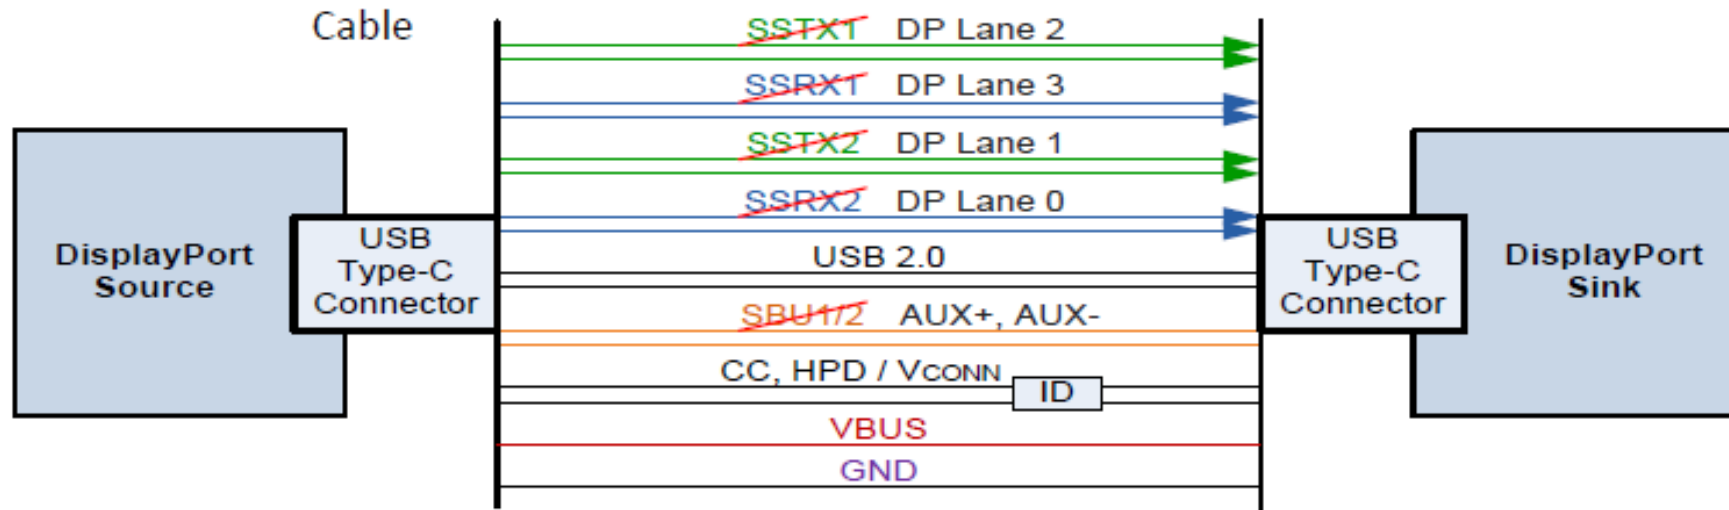 Cable
SSTX1 DP Lane 2
SSRX1 DP Lane 3
SSTX2 DP Lane 1
SSRX2 DP Lane 0
DisplayPort
Source
USB
Type-C
Connector
USB 2.0
SBU1/2 AUX+, AUX-
CC, HPD / VCONN
ID
VBUS
GND
USB
Type-C
Connector
DisplayPort
Sink